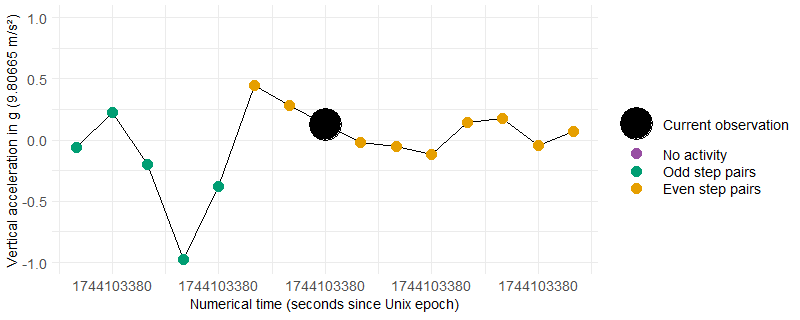 Vertical acceleration in g (9.80665 m/s²)
1.0
0.5
0.0
-0.5
-1.0
1744103380 1744103380 1744103380 1744103380 1744103380
Numerical time (seconds since Unix epoch)
Current observation
No activity
Odd step pairs
Even step pairs